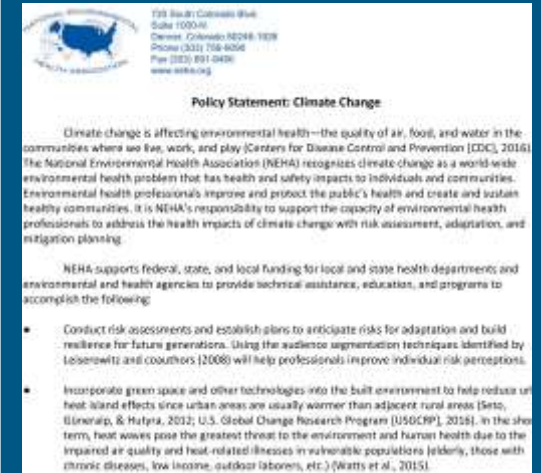 NATIONAL ENVIRONMENTAL
HEALTH ASSOCIATION
720 South Colorado Blvd.
Suite 1000-N
Denver, Colorado 80246-1926
Phone (303) 756-9090
Fax (303) 691-9490
www.neha.org
Policy Statement: Climate Change
Climate change is affecting environmental health—the quality of air, food, and water in the
communities where we live, work, and play (Centers for Disease Control and Prevention [CDC], 2016)
The National Environmental Health Association (NEHA) recognizes climate change as a world-wide
environmental health problem that has health and safety impacts to individuals and communities.
Environmental health professionals improve and protect the public's health and create and sustain
healthy communities. It is NEHA's responsibility to support the capacity of environmental health
professionals to address the health impacts of climate change with risk assessment, adaptation, and
mitigation planning.
NEHA supports federal, state, and local funding for local and state health departments and
environmental and health agencies to provide technical assistance, education, and programs to
accomplish the following:
• Conduct risk assessments and establish plans to anticipate risks for adaptation and build
resilience for future generations. Using the audience segmentation techniques identified by
Leiserowitz and coauthors (2008) will help professionals improve individual risk perceptions.
• Incorporate green space and other technologies into the built environment to help reduce ur
heat island effects since urban areas are usually warmer than adjacent rural areas (Seto,
Güneralp, & Hutyra, 2012; U.S. Global Change Research Program [USGCRP], 2016). In the shor
term, heat waves pose the greatest threat to the environment and human health due to the
impaired air quality and heat-related illnesses in vulnerable populations (elderly, those with
chronic diseases, low income, outdoor laborers, etc.) (Watts et al., 2015).